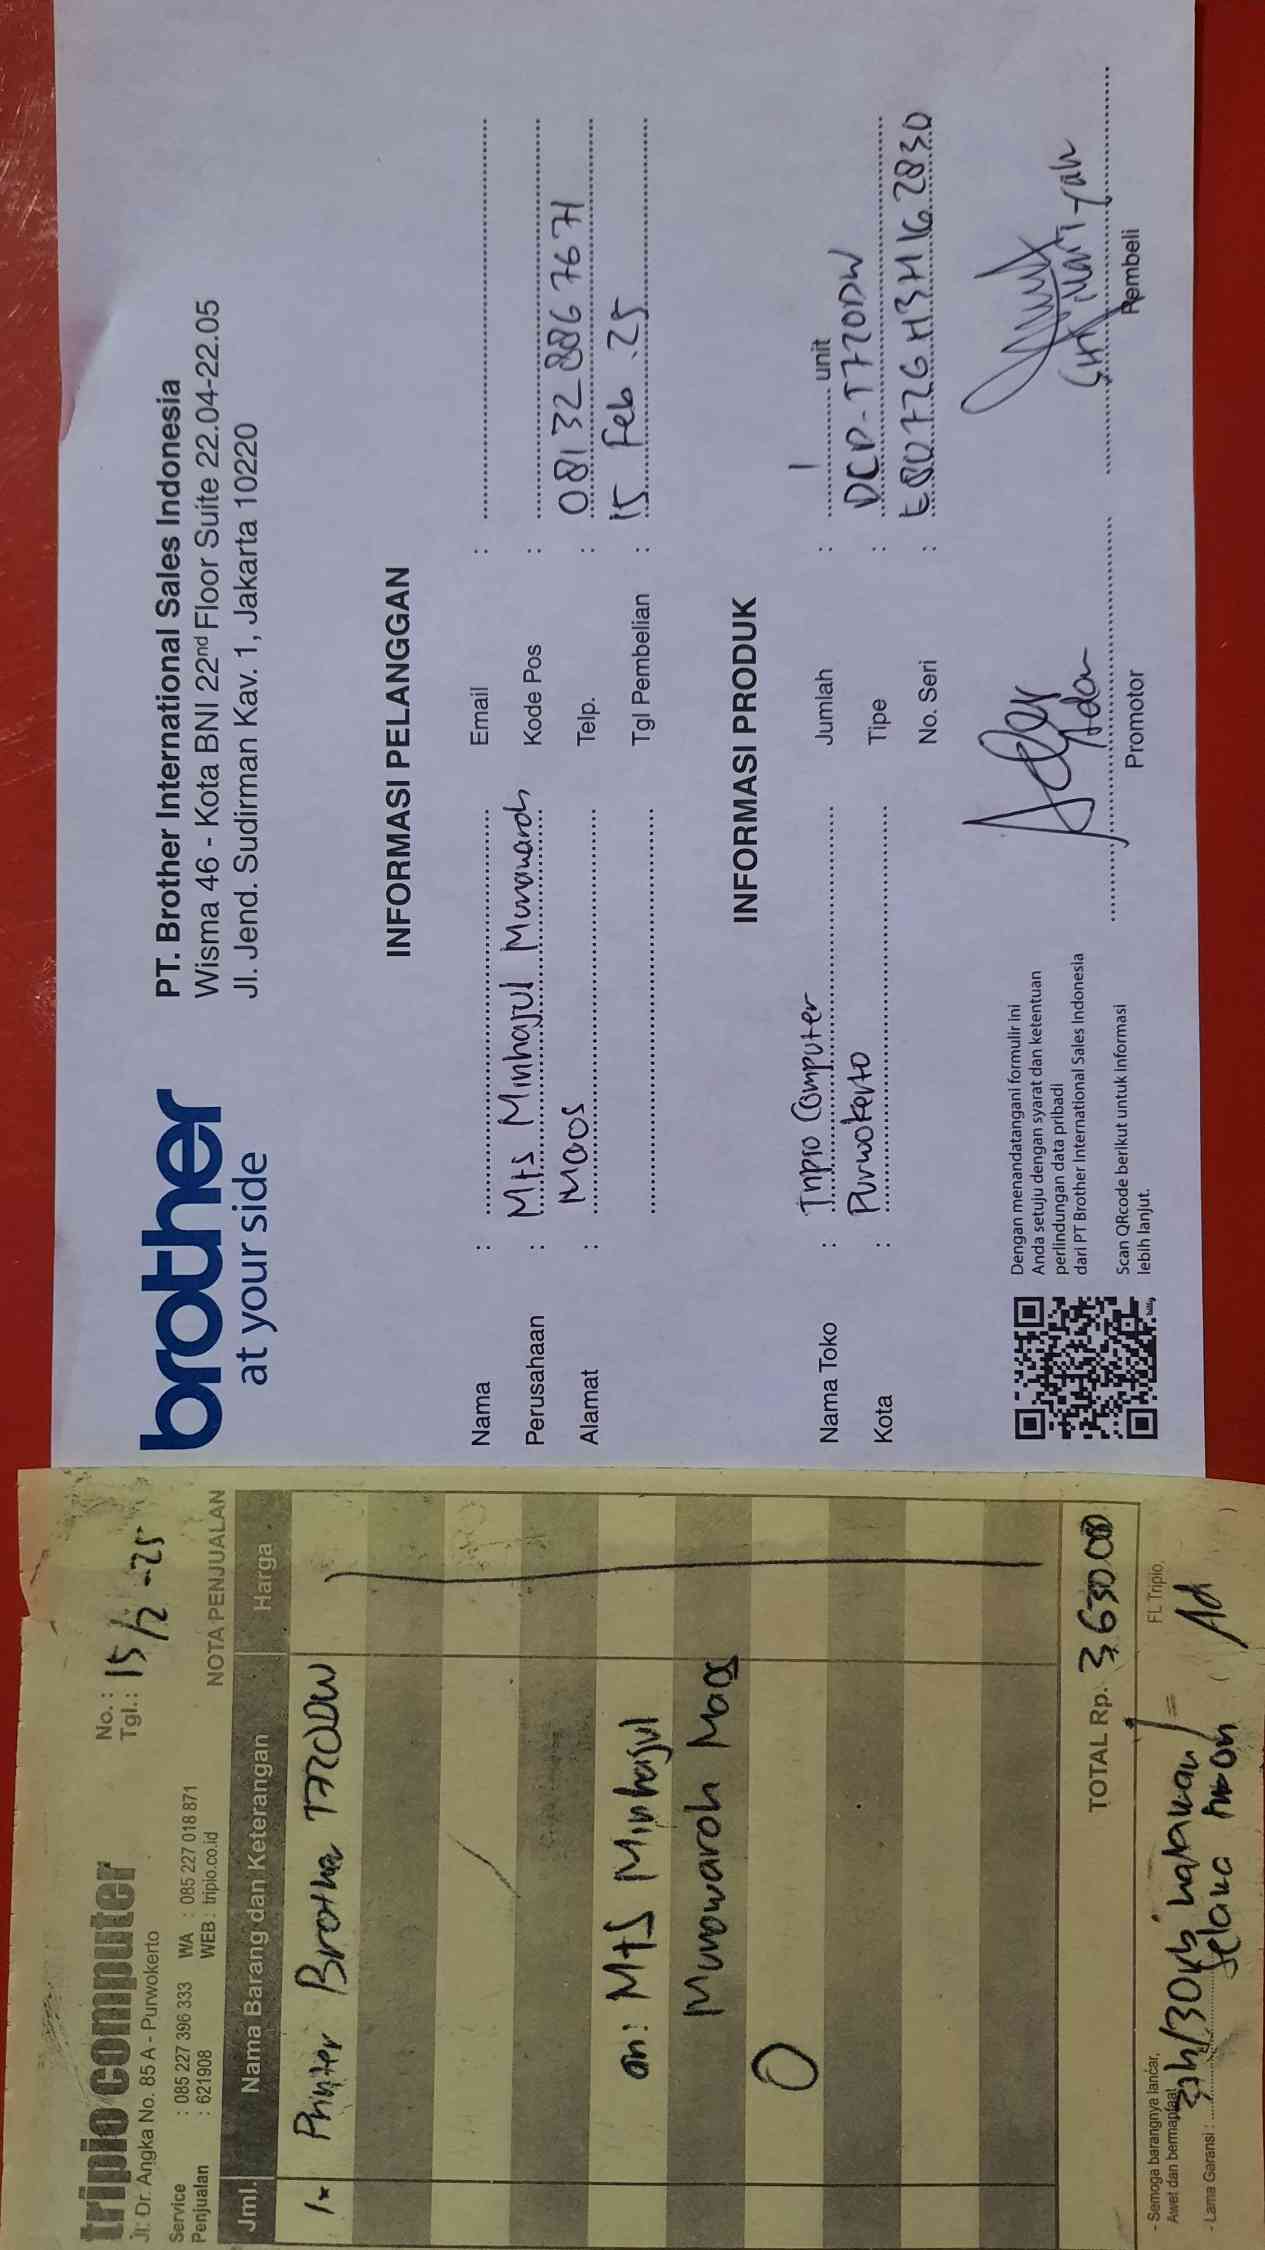 tripio computer
Jl. Dr. Angka No. 85 A - Purwokerto
Service : 085 227 396 333 WA : 085 227 018 871
Penjualan : 621908 WEB : tripio.co.id
No. :
Tgl. : 15/2-25
NOTA PENJUALAN
Jml. Nama Barang dan Keterangan Harga
1x Printer Brother T720DW
an: MtS Minhajul
Munawaroh Maos
TOTAL Rp. 3.630.000
- Semoga barangnya lancar,
Awet dan bermanfaat
- Lama Garansi :
halaman
FL Tripio,
brother
at your side
PT. Brother International Sales Indonesia
Wisma 46 - Kota BNI 22nd Floor Suite 22.04-22.05
Jl. Jend. Sudirman Kav. 1, Jakarta 10220
INFORMASI PELANGGAN
Nama :
Email :
Perusahaan : Mts Minhajul Munawaroh
Kode Pos :
Alamat : Maos
Telp. : 08132886767H
Tgl Pembelian : 15 Feb .25
INFORMASI PRODUK
Nama Toko : Tripio Computer
Jumlah : 1 unit
Kota : Purwokerto
Tipe : DCP-T720DW
No. Seri : E80726H3H162830
Dengan menandatangani formulir ini
Anda setuju dengan syarat dan ketentuan
perlindungan data pribadi
dari PT Brother International Sales Indonesia
Scan QRcode berikut untuk informasi
lebih lanjut.
Promotor
Pembeli